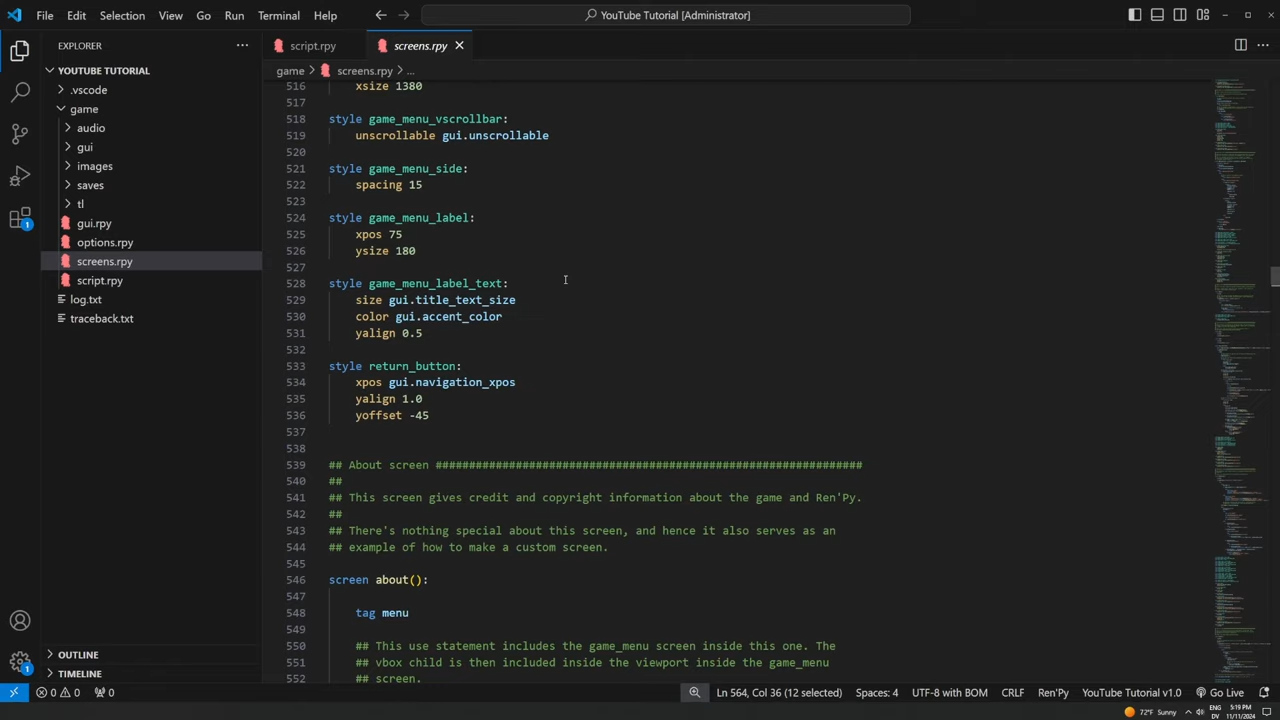 File Edit Selection View Go Run Terminal Help
YouTube Tutorial [Administrator]
EXPLORER
script.rpy
screens.rpy
YOUTUBE TUTORIAL
game > screens.rpy > ...
.vscode
game
audio
gui
images
saves
tl
gui.rpy
options.rpy
screens.rpy
script.rpy
log.txt
traceback.txt
516 xsize 1380
517
518 style game_menu_vscrollbar:
519 unscrollable gui.unscrollable
520
521 style game_menu_side:
522 spacing 15
523
524 style game_menu_label:
525 xpos 75
526 ysize 180
527
528 style game_menu_label_text:
529 size gui.title_text_size
530 color gui.accent_color
531 yalign 0.5
532
533 style return_button:
534 xpos gui.navigation_xpos
535 yalign 1.0
536 yoffset -45
537
538
539 ## About screen ################################################################
540 ##
541 ## This screen gives credit and copyright information about the game and Ren'Py.
542 ##
543 ## There's nothing special about this screen, and hence it also serves as an
544 ## example of how to make a custom screen.
545
546 screen about():
547
548 tag menu
549
550 ## This use statement includes the game_menu screen inside this one. The
551 ## vbox child is then included inside the viewport inside the game_menu
552 ## screen.
OUTLINE
TIMELINE
1
1
0 0 0
Spaces: 4 UTF-8 with BOM CRLF Ren'Py YouTube Tutorial v1.0 Go Live
72°F Sunny
ENG
DV
5:19 PM
11/11/2024